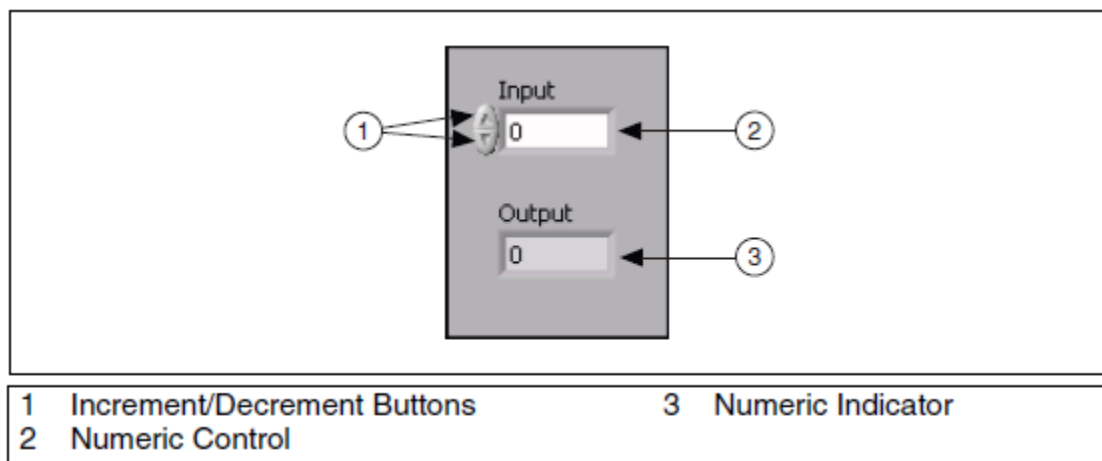 Input
1
0
2
Output
0
3
1 Increment/Decrement Buttons
2 Numeric Control
3 Numeric Indicator